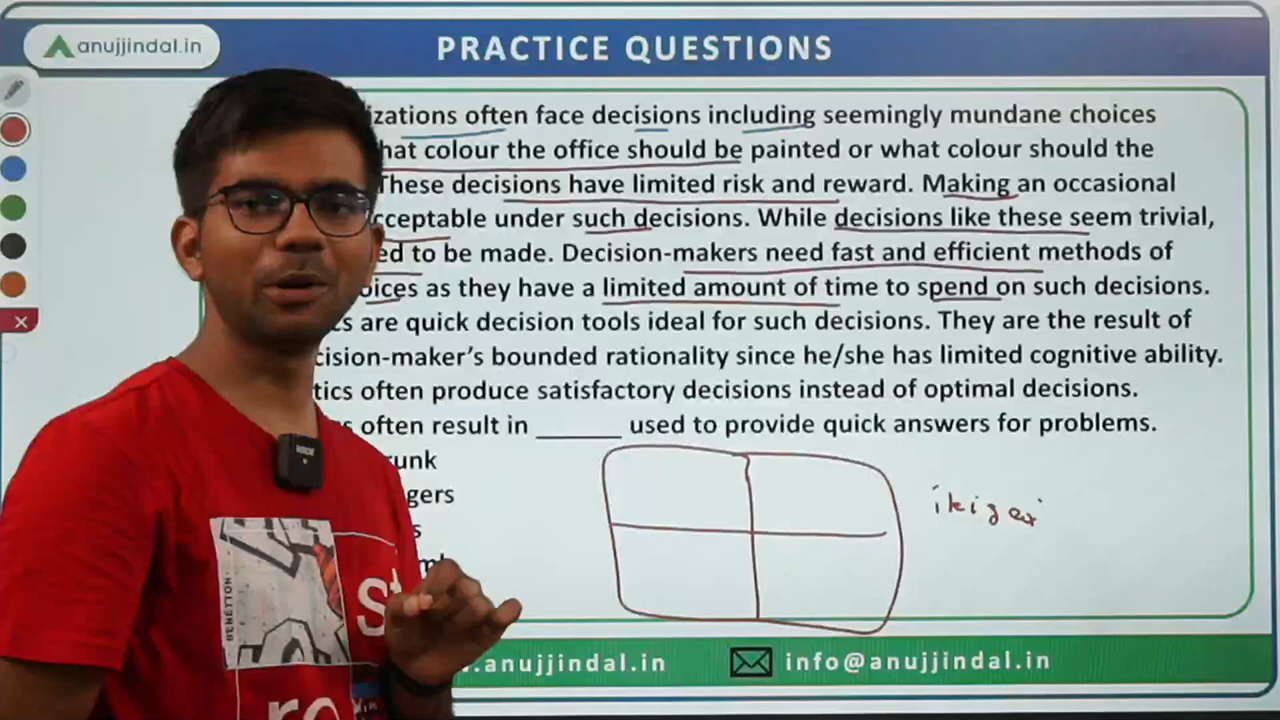 anujjindal.in
PRACTICE QUESTIONS
izations often face decisions including seemingly mundane choices
hat colour the office should be painted or what colour should the
These decisions have limited risk and reward. Making an occasional
cceptable under such decisions. While decisions like these seem trivial,
ed to be made. Decision-makers need fast and efficient methods of
oices as they have a limited amount of time to spend on such decisions.
cs are quick decision tools ideal for such decisions. They are the result of
cision-maker's bounded rationality since he/she has limited cognitive ability.
tics often produce satisfactory decisions instead of optimal decisions.
often result in ______ used to provide quick answers for problems.
unk
gers
s
ikigai
.anujjindal.in
info@anujjindal.in
BENETTON
st
ro